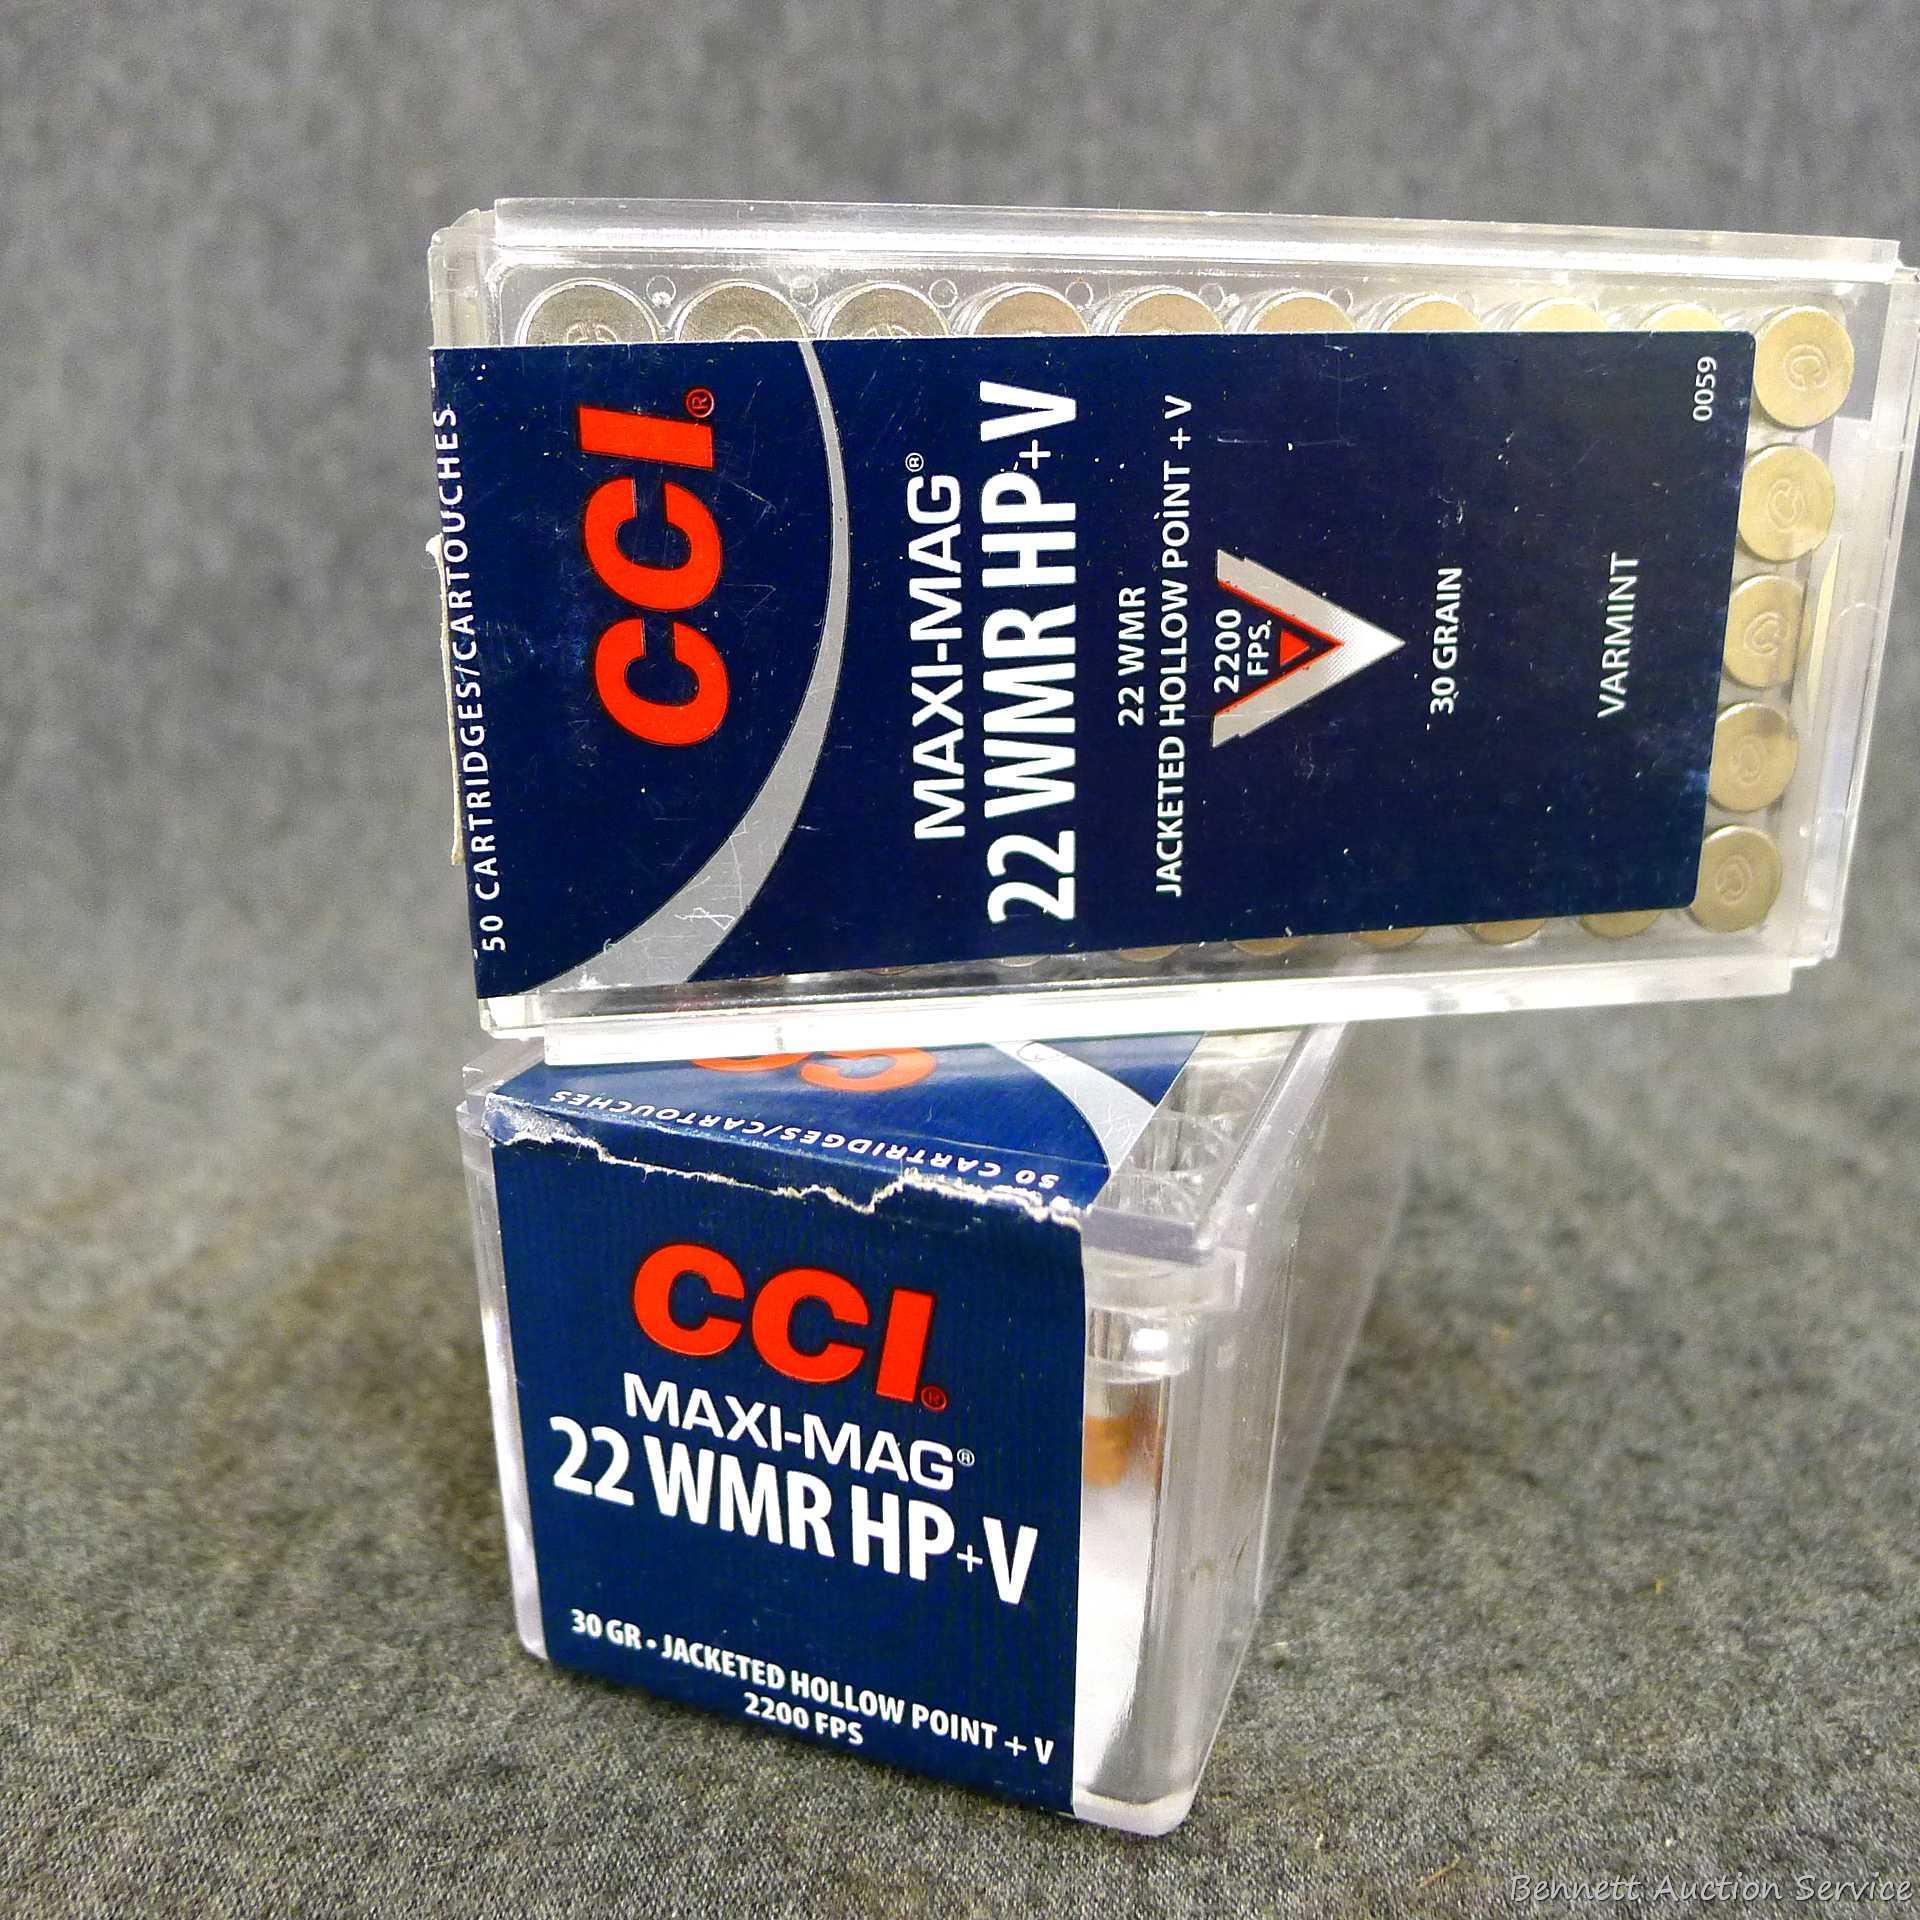 50 CARTRIDGES/CARTOUCHES
CCI®
MAXI-MAG®
22 WMR HP+V
22 WMR
JACKETED HOLLOW POINT + V
2200
FPS.
30 GRAIN
VARMINT
0059
C
C
C
C
C
50 CARTRIDGES/CARTOUCHES
CCI®
MAXI-MAG®
22 WMR HP+V
30 GR • JACKETED HOLLOW POINT + V
2200 FPS
Bennett Auction Service